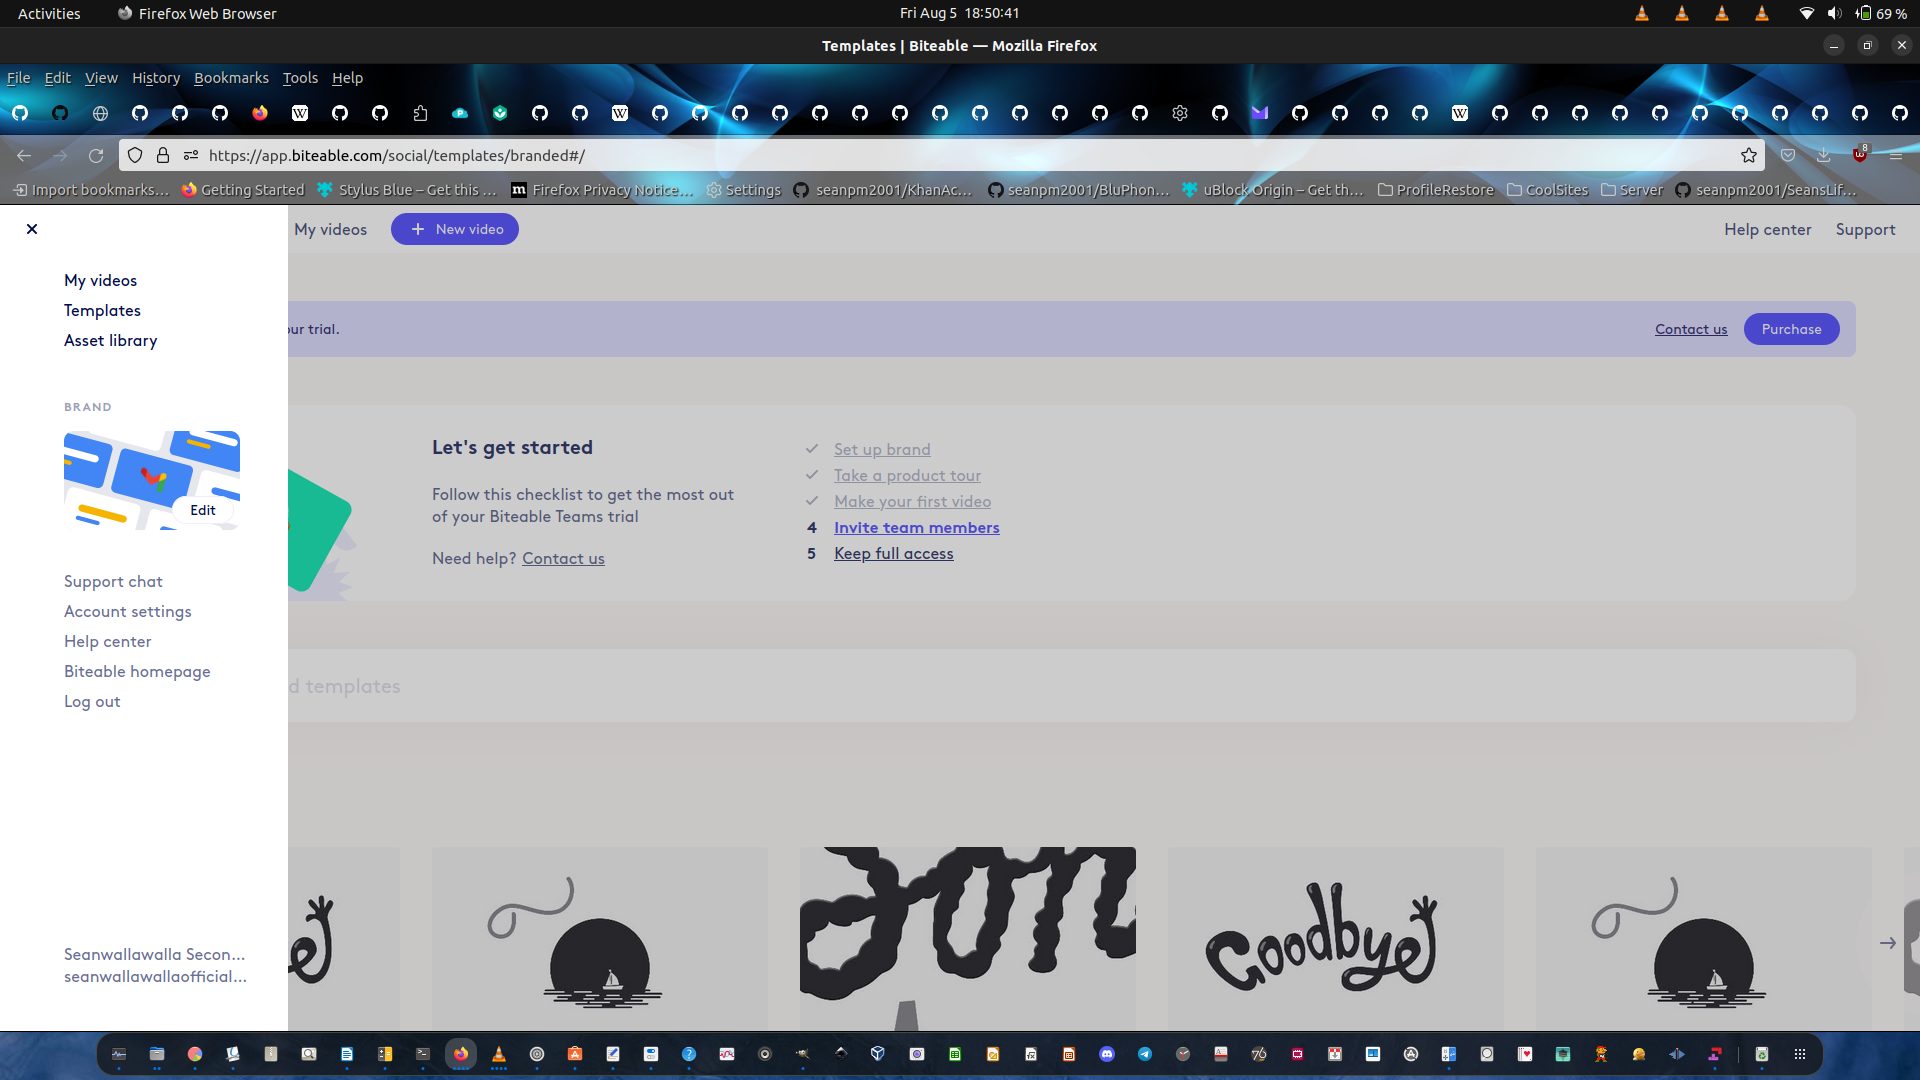 Activities
Firefox Web Browser
Fri Aug 5 18:50:41
69 %
Templates | Biteable — Mozilla Firefox
File Edit View History Bookmarks Tools Help
https://app.biteable.com/social/templates/branded#/
8
Import bookmarks…
Getting Started
Stylus Blue – Get this …
Firefox Privacy Notice…
Settings
seanpm2001/KhanAc…
seanpm2001/BluPhon…
uBlock Origin – Get th…
ProfileRestore
CoolSites
Server
seanpm2001/SeansLif…
My videos
+ New video
Help center
Support
My videos
Templates
Asset library
our trial.
Contact us
Purchase
BRAND
Edit
Let's get started
Follow this checklist to get the most out
of your Biteable Teams trial
Need help? Contact us
Set up brand
Take a product tour
Make your first video
4 Invite team members
5 Keep full access
Support chat
Account settings
Help center
Biteable homepage
Log out
d templates
Goodbye
Seanwallawalla Secon...
seanwallawallaofficial...